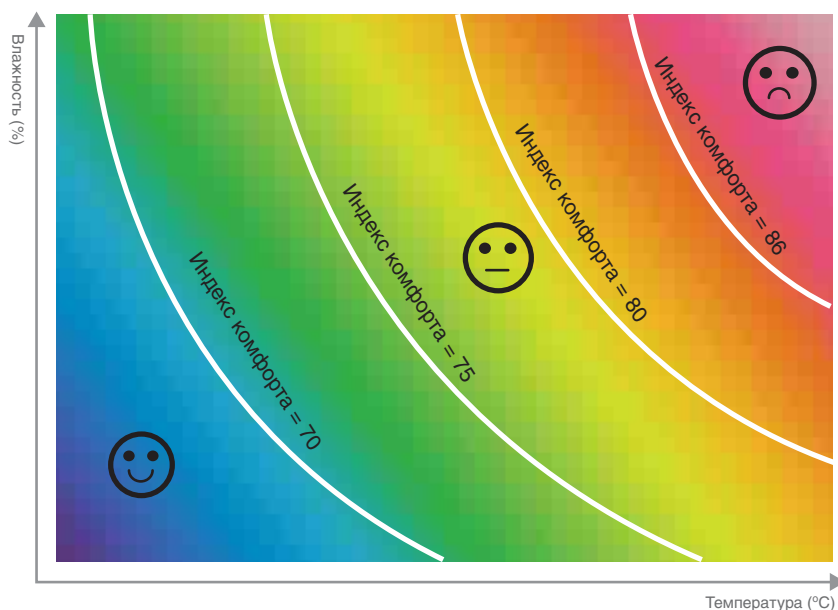 Влажность (%)
Индекс комфорта = 70
Индекс комфорта = 75
Индекс комфорта = 80
Индекс комфорта = 86
Температура (ºC)